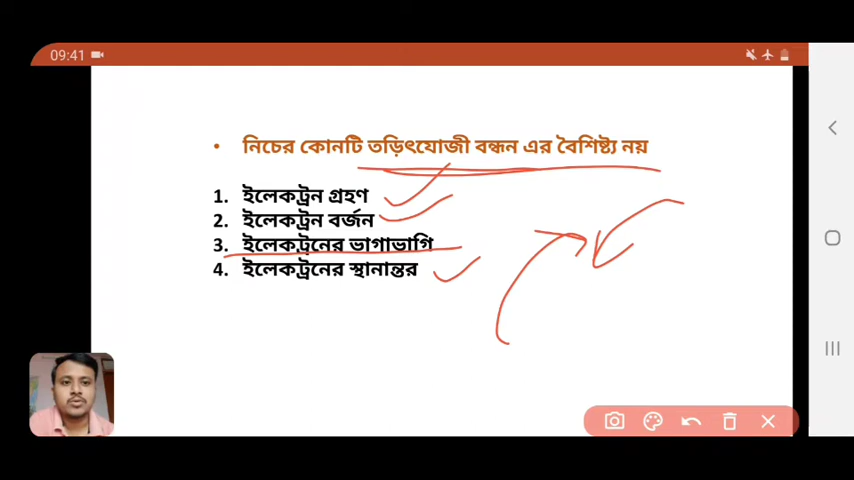 09:41
• নিচের কোনটি তড়িৎযোজী বন্ধন এর বৈশিষ্ট্য নয়
1. ইলেকট্রন গ্রহণ
2. ইলেকট্রন বর্জন
3. ইলেকট্রনের ভাগাভাগি
4. ইলেকট্রনের স্থানান্তর